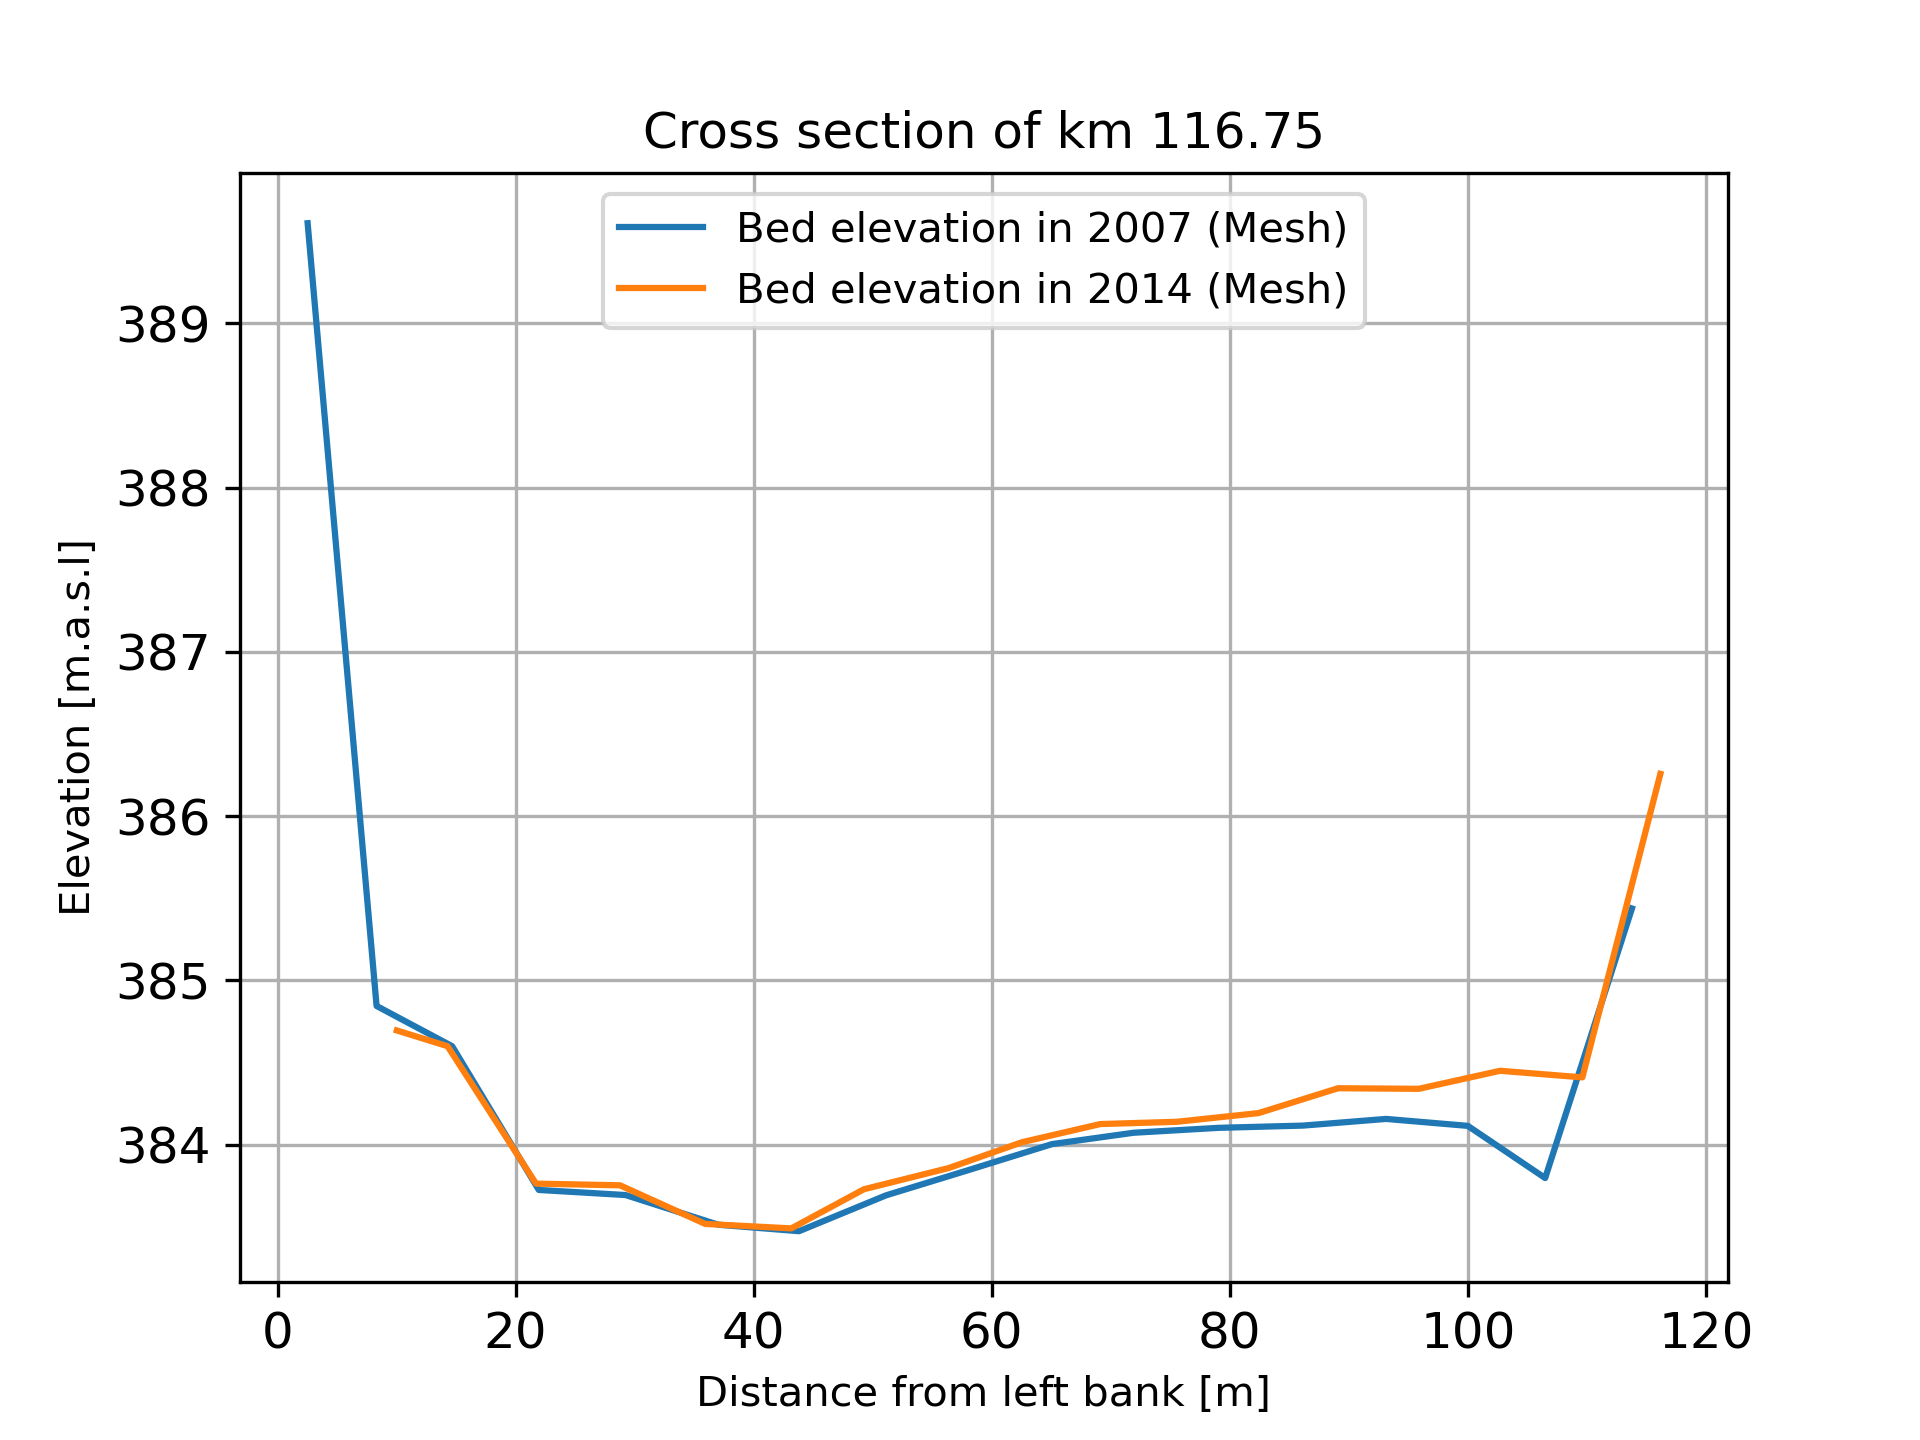 Cross section of km 116.75
Bed elevation in 2007 (Mesh)
Bed elevation in 2014 (Mesh)
Elevation [m.a.s.l]
389
388
387
386
385
384
0 20 40 60 80 100 120
Distance from left bank [m]